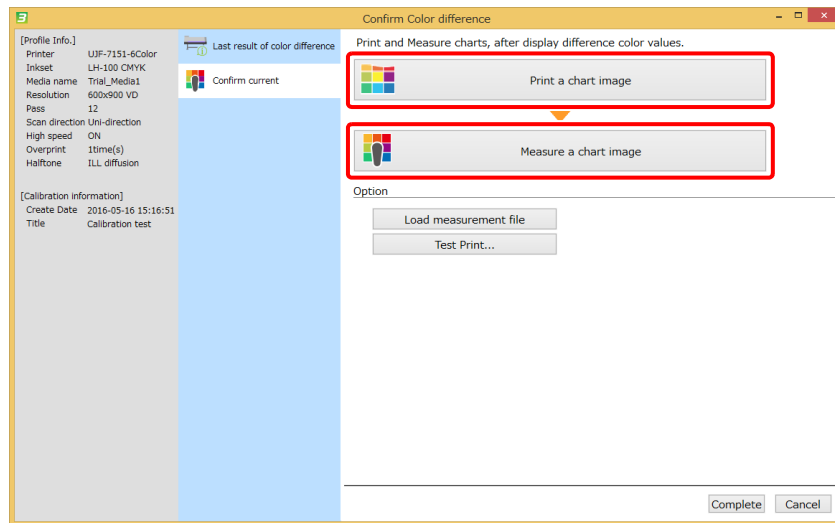 Confirm Color difference
[Profile Info.]
Printer UJF-7151-6Color
Inkset LH-100 CMYK
Media name Trial_Media1
Resolution 600x900 VD
Pass 12
Scan direction Uni-direction
High speed ON
Overprint 1time(s)
Halftone ILL diffusion
[Calibration information]
Create Date 2016-05-16 15:16:51
Title Calibration test
Last result of color difference
Confirm current
Print and Measure charts, after display difference color values.
Print a chart image
Measure a chart image
Option
Load measurement file
Test Print...
Complete Cancel